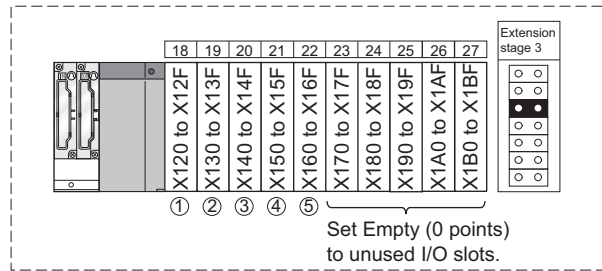 Extension
stage 3
18 19 20 21 22 23 24 25 26 27
X120 to X12F
X130 to X13F
X140 to X14F
X150 to X15F
X160 to X16F
X170 to X17F
X180 to X18F
X190 to X19F
X1A0 to X1AF
X1B0 to X1BF
① ② ③ ④ ⑤
Set Empty (0 points)
to unused I/O slots.